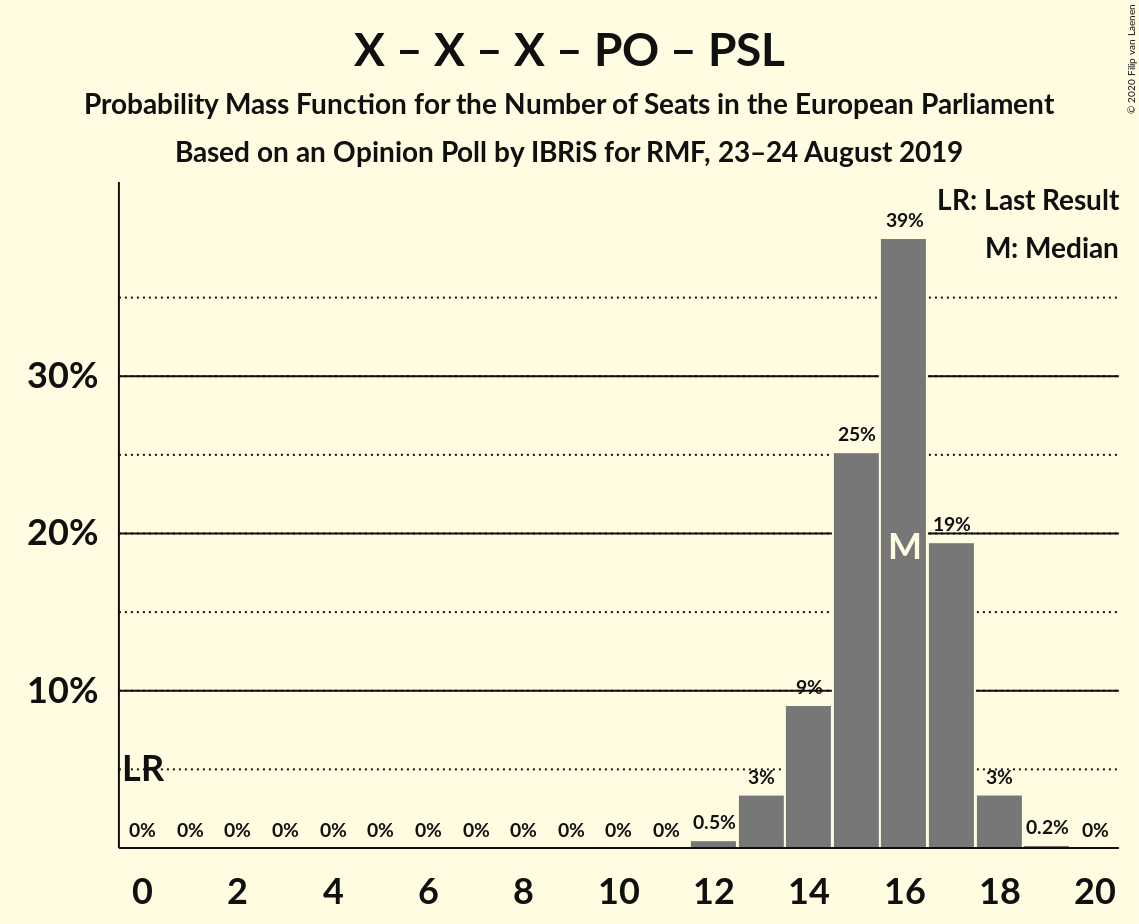 X – X – X – PO – PSL
Probability Mass Function for the Number of Seats in the European Parliament
Based on an Opinion Poll by IBRiS for RMF, 23–24 August 2019
© 2020 Filip van Laenen
LR: Last Result
M: Median
39%
30%
25%
20%
19%
M
10%
9%
LR
3%
3%
0% 0% 0% 0% 0% 0% 0% 0% 0% 0% 0% 0% 0.5% 0.2% 0%
0 2 4 6 8 10 12 14 16 18 20